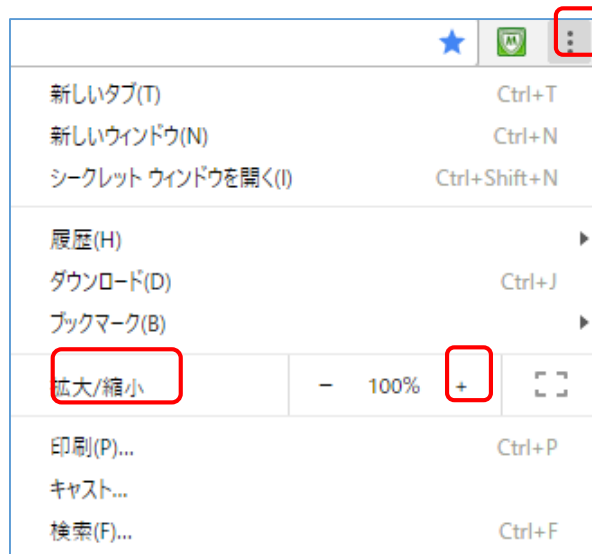 新しいタブ(T) Ctrl+T
新しいウィンドウ(N) Ctrl+N
シークレット ウィンドウを開く(I) Ctrl+Shift+N
履歴(H)
ダウンロード(D) Ctrl+J
ブックマーク(B)
拡大/縮小 − 100% +
印刷(P)... Ctrl+P
キャスト...
検索(F)... Ctrl+F